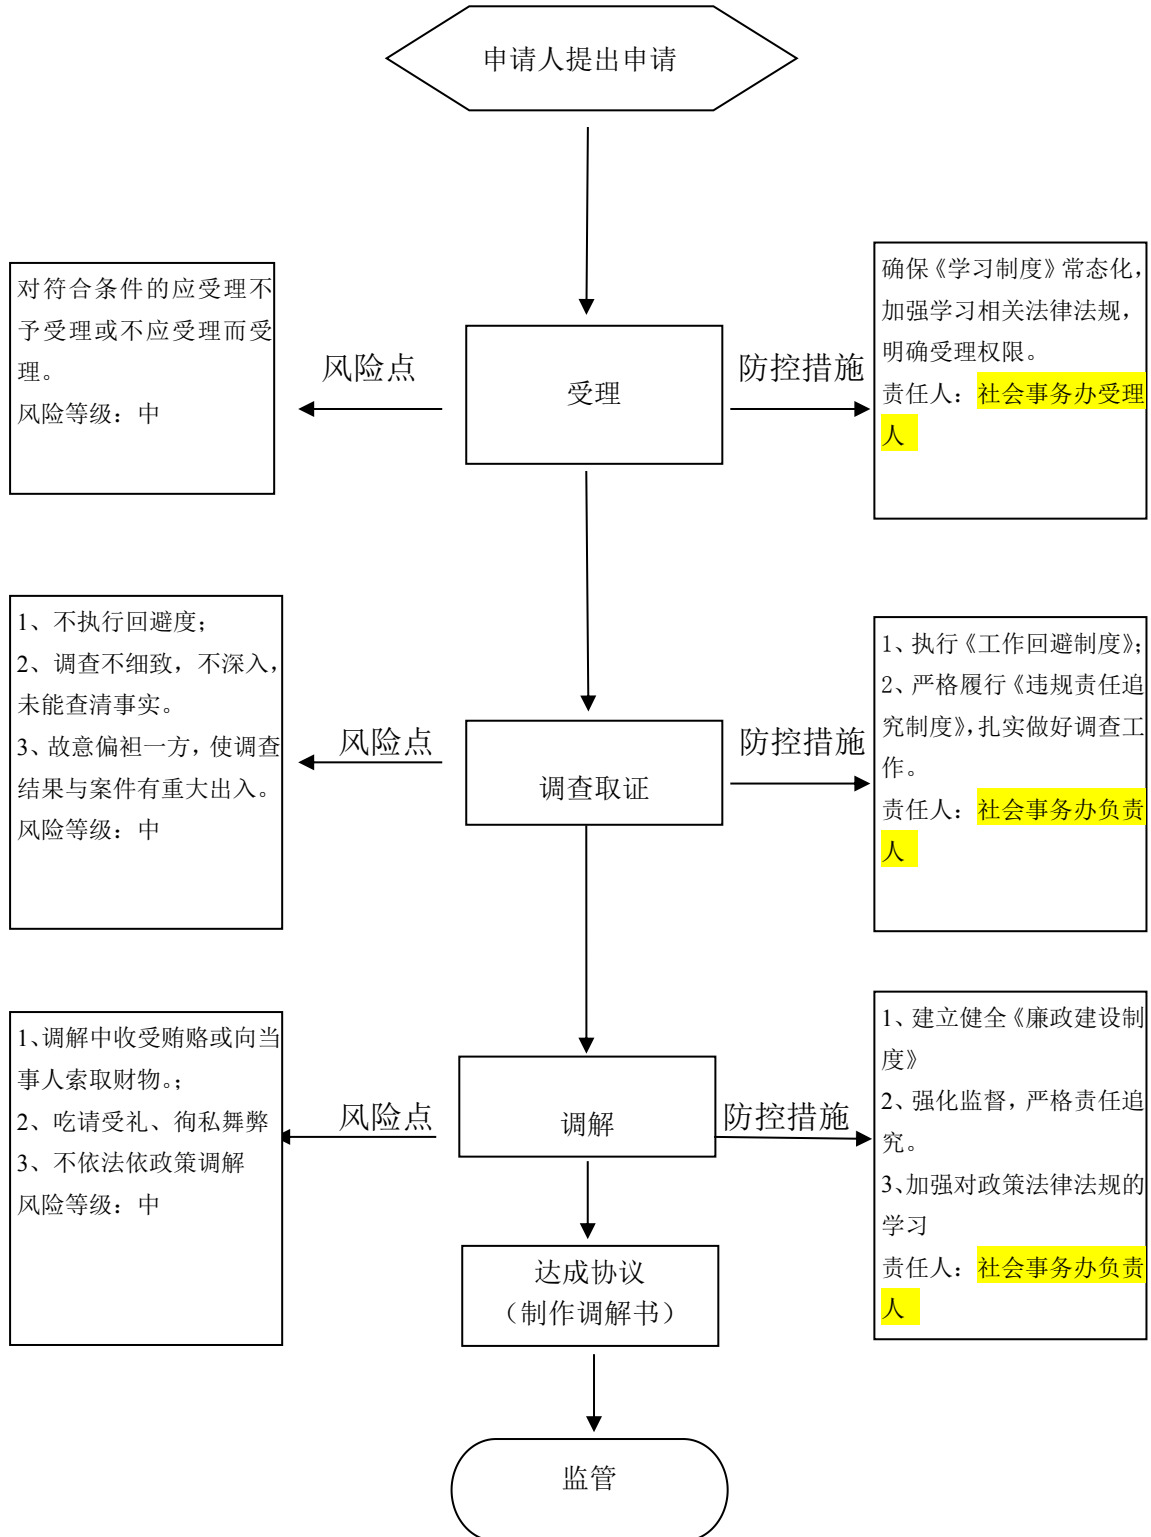 申请人提出申请
对符合条件的应受理不
予受理或不应受理而受
理。
风险等级：中
风险点
受理
防控措施
确保《学习制度》常态化，
加强学习相关法律法规，
明确受理权限。
责任人：社会事务办受理
人
1、不执行回避度；
2、调查不细致，不深入，
未能查清事实。
3、故意偏袒一方，使调查
结果与案件有重大出入。
风险等级：中
风险点
调查取证
防控措施
1、执行《工作回避制度》；
2、严格履行《违规责任追
究制度》，扎实做好调查工
作。
责任人：社会事务办负责
人
1、调解中收受贿赂或向当
事人索取财物。；
2、吃请受礼、徇私舞弊
3、不依法依政策调解
风险等级：中
风险点
调解
防控措施
1、建立健全《廉政建设制
度》
2、强化监督，严格责任追
究。
3、加强对政策法律法规的
学习
责任人：社会事务办负责
人
达成协议
（制作调解书）
监管